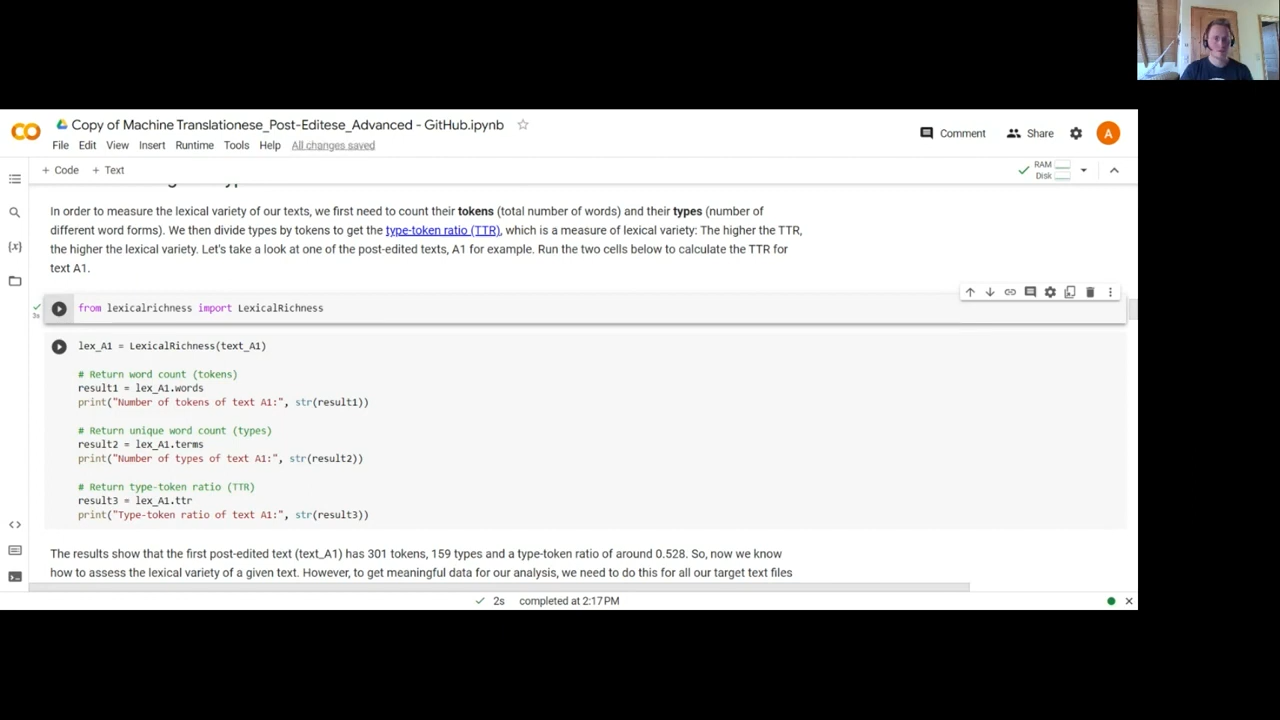 Copy of Machine Translationese_Post-Editese_Advanced - GitHub.ipynb
Comment
Share
A
File Edit View Insert Runtime Tools Help All changes saved
+ Code + Text
RAM
Disk
In order to measure the lexical variety of our texts, we first need to count their tokens (total number of words) and their types (number of
different word forms). We then divide types by tokens to get the type-token ratio (TTR), which is a measure of lexical variety: The higher the TTR,
the higher the lexical variety. Let's take a look at one of the post-edited texts, A1 for example. Run the two cells below to calculate the TTR for
text A1.
3s
from lexicalrichness import LexicalRichness
lex_A1 = LexicalRichness(text_A1)
# Return word count (tokens)
result1 = lex_A1.words
print("Number of tokens of text A1:", str(result1))
# Return unique word count (types)
result2 = lex_A1.terms
print("Number of types of text A1:", str(result2))
# Return type-token ratio (TTR)
result3 = lex_A1.ttr
print("Type-token ratio of text A1:", str(result3))
The results show that the first post-edited text (text_A1) has 301 tokens, 159 types and a type-token ratio of around 0.528. So, now we know
how to assess the lexical variety of a given text. However, to get meaningful data for our analysis, we need to do this for all our target text files
2s completed at 2:17 PM